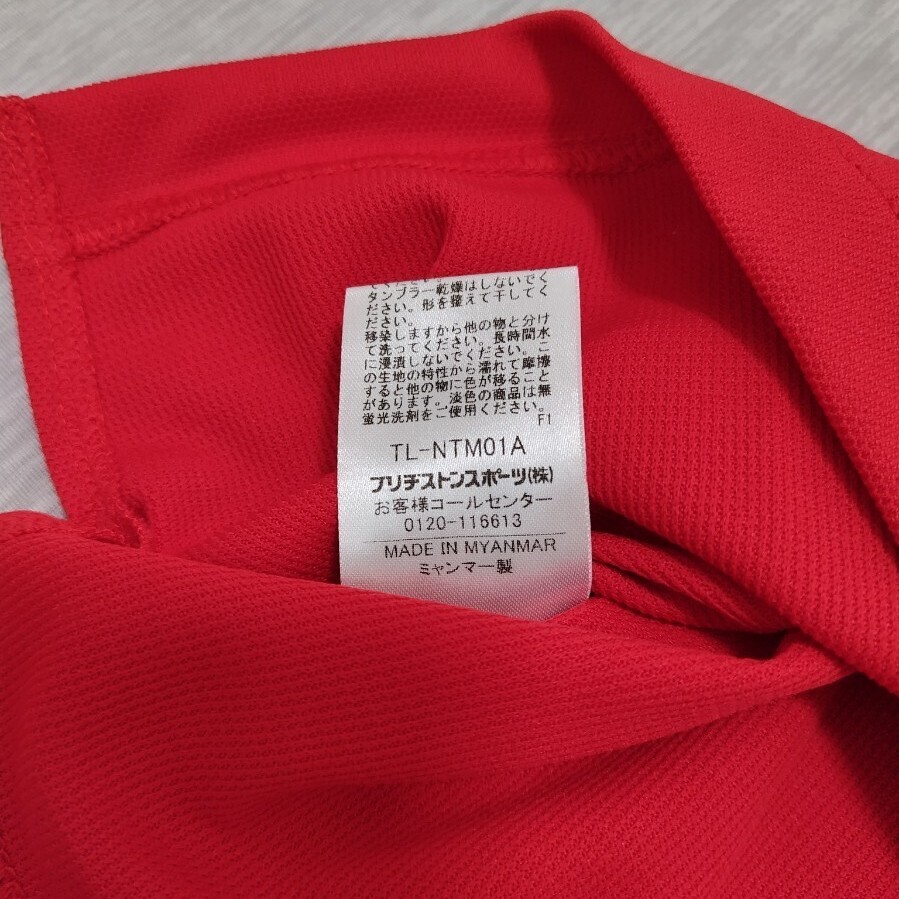 ください。
タンブラー乾燥はしないでく
ださい。形を整えて干してく
ださい。
移染しますから他の物と分け
て洗ってください。長時間水
に浸漬しないでください。こ
の生地の特性から濡れて摩擦
すると他の物に色が移ること
があります。淡色の商品は無
蛍光洗剤をご使用ください。
F1
TL-NTM01A
ブリヂストンスポーツ(株)
お客様コールセンター
0120-116613
MADE IN MYANMAR
ミャンマー製